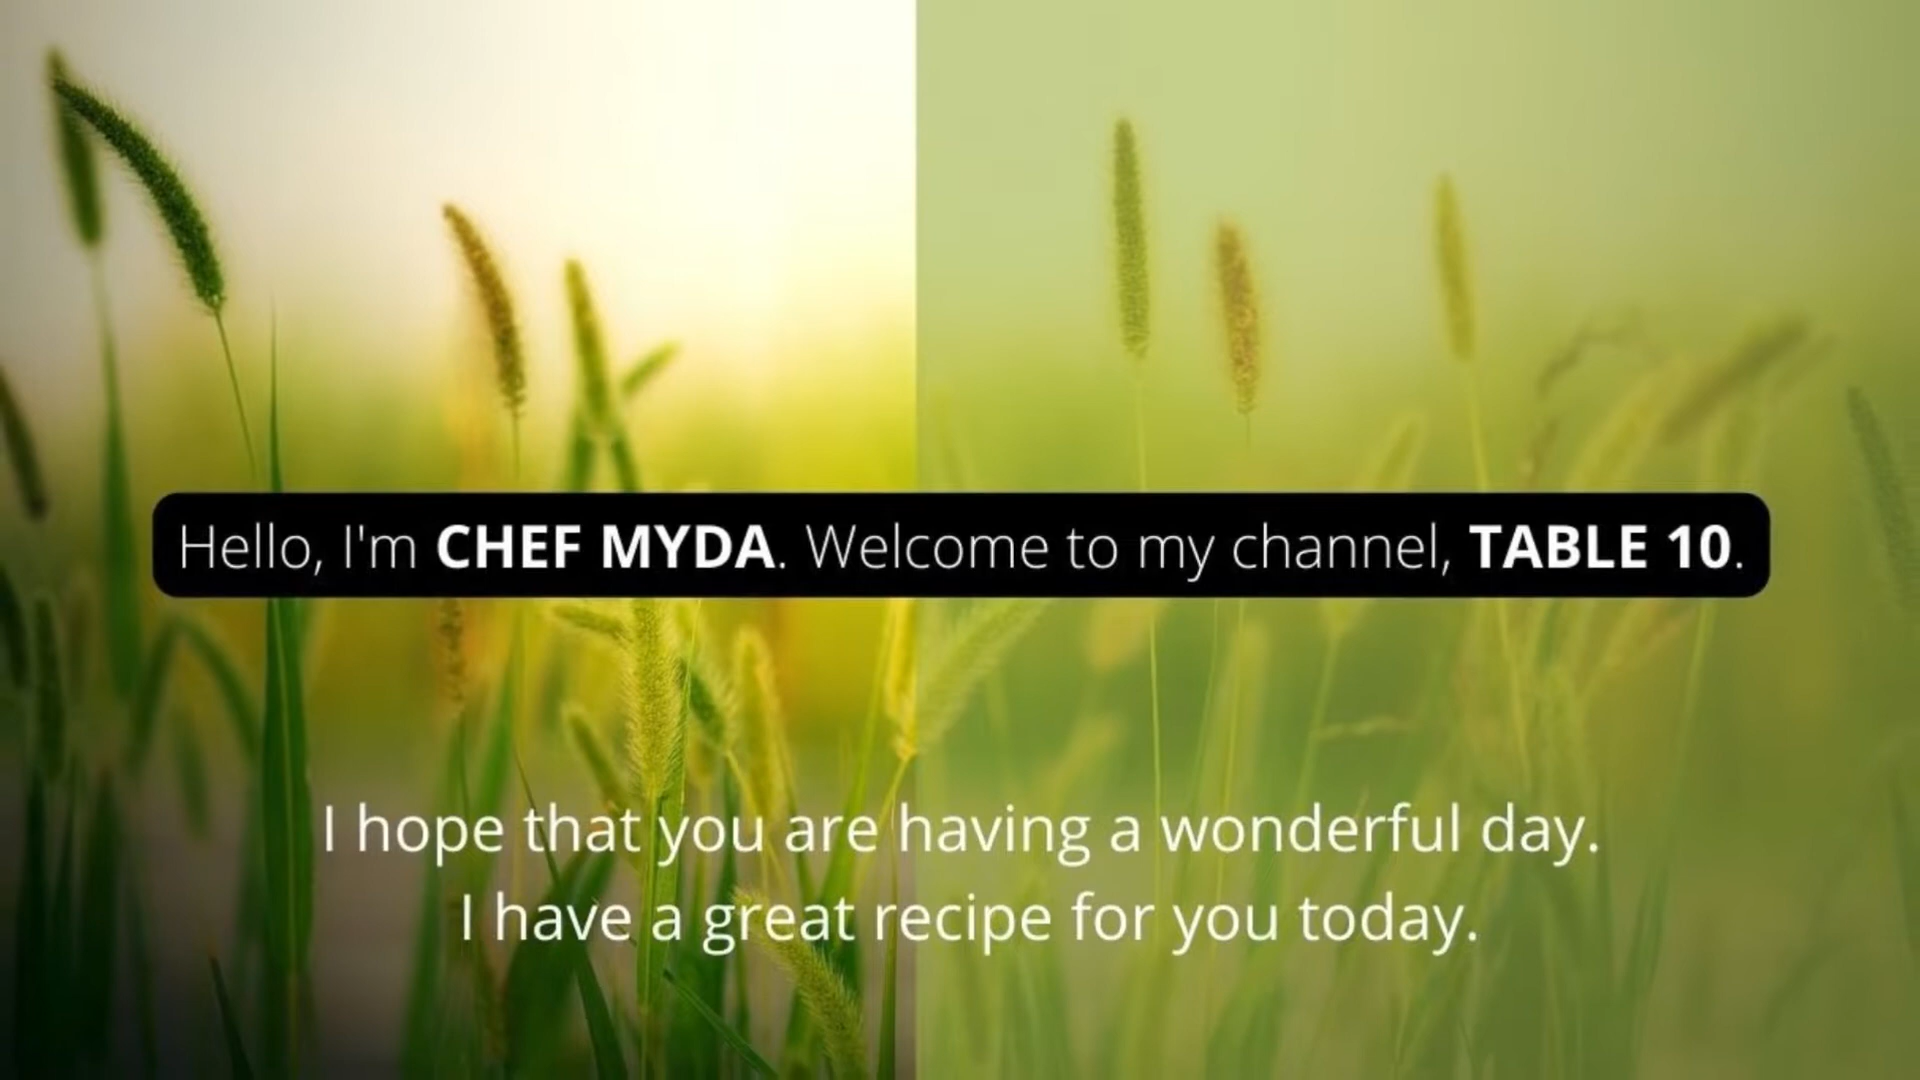 Hello, I'm CHEF MYDA. Welcome to my channel, TABLE 10.
I hope that you are having a wonderful day.
I have a great recipe for you today.